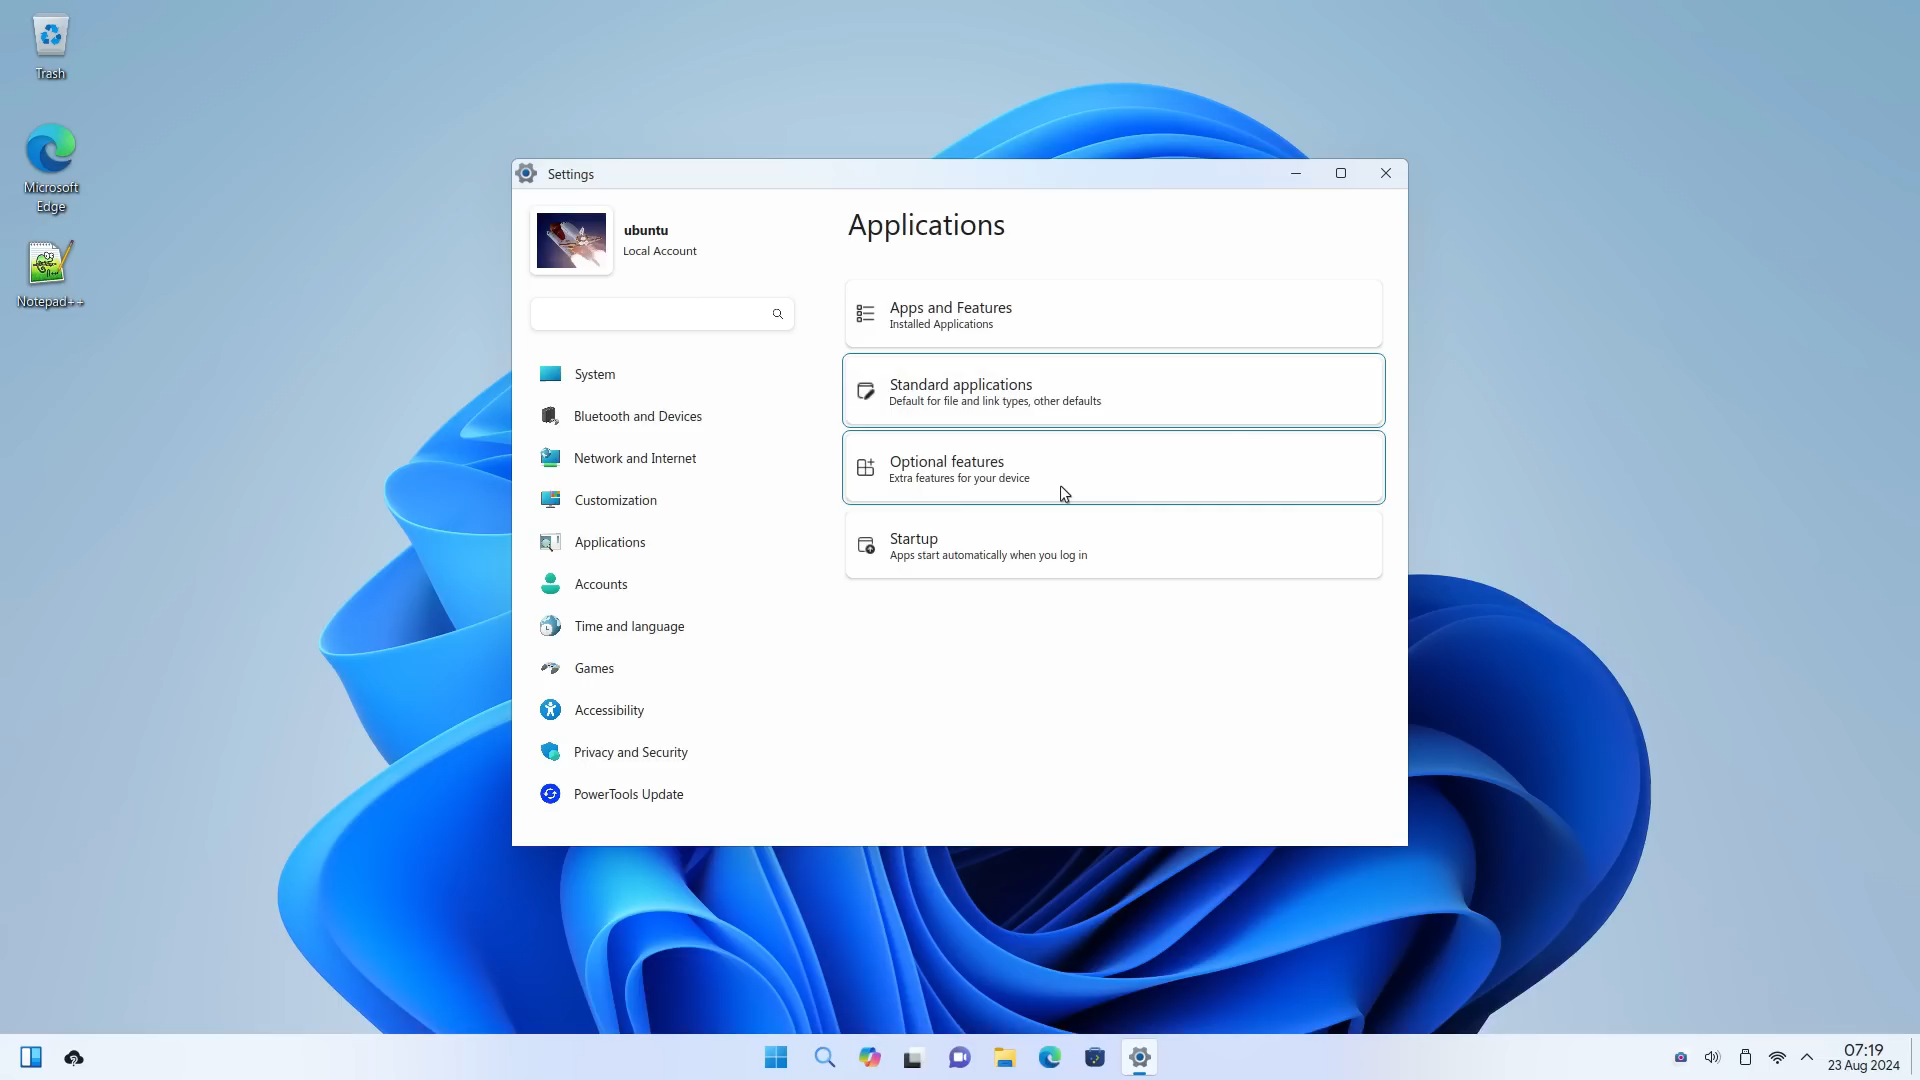 Trash
Microsoft
Edge
Notepad++
Settings
ubuntu
Local Account
System
Bluetooth and Devices
Network and Internet
Customization
Applications
Accounts
Time and language
Games
Accessibility
Privacy and Security
PowerTools Update
Applications
Apps and Features
Installed Applications
Standard applications
Default for file and link types, other defaults
Optional features
Extra features for your device
Startup
Apps start automatically when you log in
07:19
23 Aug 2024